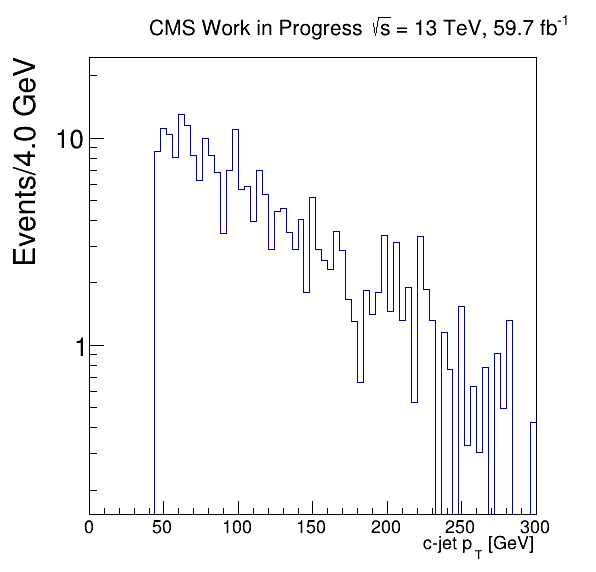 CMS Work in Progress √s = 13 TeV, 59.7 fb⁻¹
Events/4.0 GeV
10
1
0 50 100 150 200 250 300
c-jet p_T [GeV]